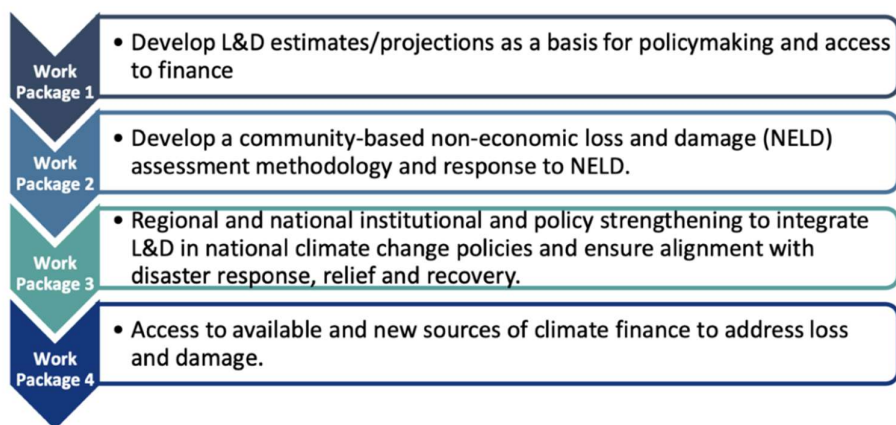 Work
Package 1
• Develop L&D estimates/projections as a basis for policymaking and access
to finance
Work
Package 2
• Develop a community-based non-economic loss and damage (NELD)
assessment methodology and response to NELD.
Work
Package 3
• Regional and national institutional and policy strengthening to integrate
L&D in national climate change policies and ensure alignment with
disaster response, relief and recovery.
Work
Package 4
• Access to available and new sources of climate finance to address loss
and damage.